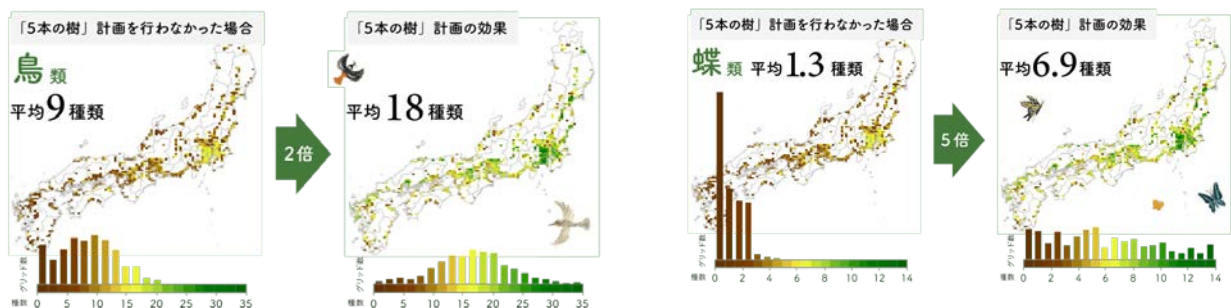 「5本の樹」計画を行わなかった場合
鳥類
平均9種類
グリッド数
種数 0 5 10 15 20 25 30 35
2倍
「5本の樹」計画の効果
平均18種類
グリッド数
種数 0 5 10 15 20 25 30 35
「5本の樹」計画を行わなかった場合
蝶類 平均1.3種類
グリッド数
種数 0 2 4 6 8 10 12 14
5倍
「5本の樹」計画の効果
平均6.9種類
グリッド数
種数 0 2 4 6 8 10 12 14